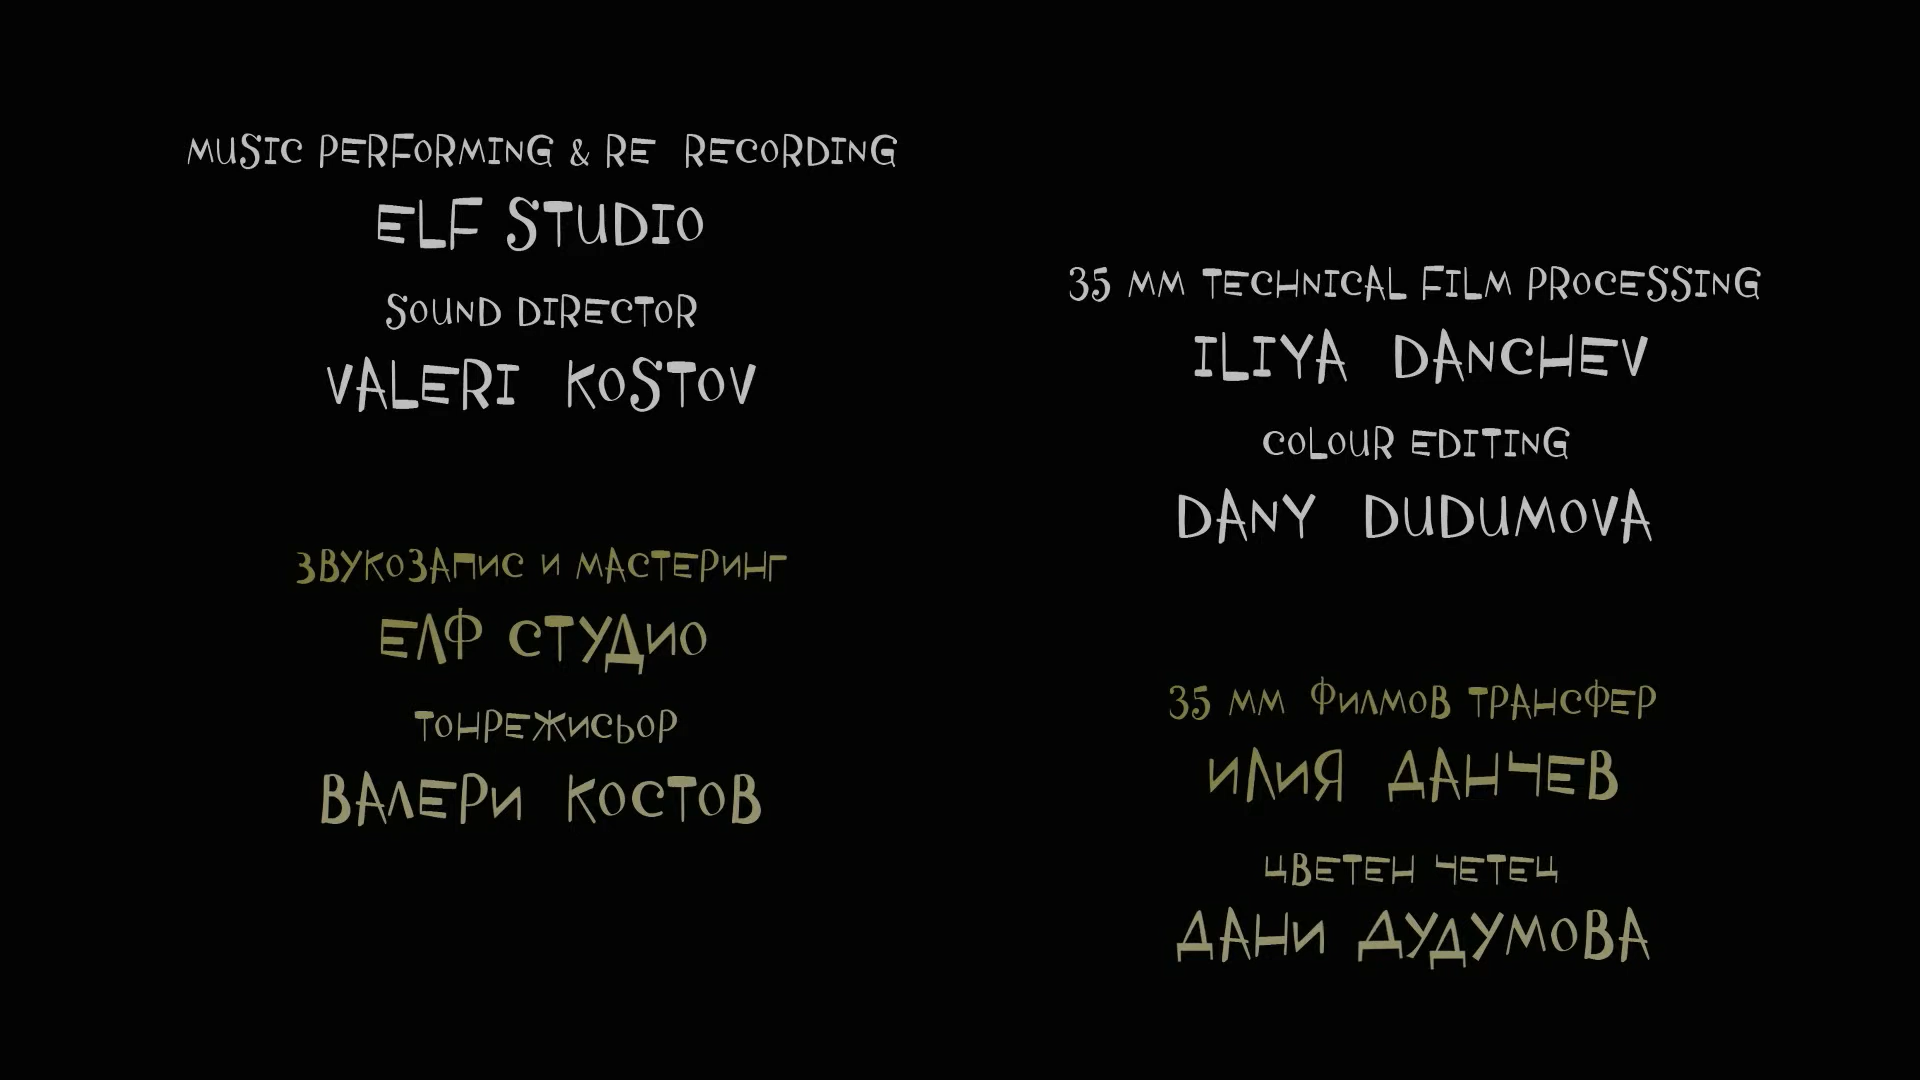 MUSIC PERFORMING & RE RECORDING
ELF STUDIO
SOUND DIRECTOR
VALERI KOSTOV
ЗВУКОЗАПИС И МАСТЕРИНГ
ЕЛФ СТУДИО
ТОНРЕЖИСЬОР
ВАЛЕРИ КОСТОВ
35 MM TECHNICAL FILM PROCESSING
ILIYA DANCHEV
COLOUR EDITING
DANY DUDUMOVA
35 ММ ФИЛМОВ ТРАНСФЕР
ИЛИЯ ДАНЧЕВ
ЦВЕТЕН ЧЕТЕЦ
ДАНИ ДУДУМОВА